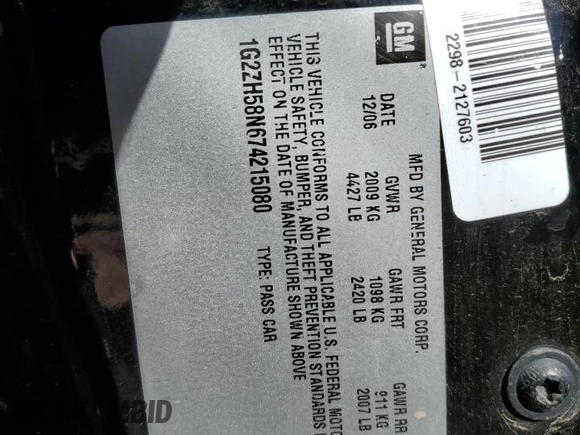 GM
MFD BY GENERAL MOTORS CORP.
DATE GVWR GAWR FRT GAWR RR
12/06 2009 KG 1098 KG 911 KG
4427 LB 2420 LB 2007 LB
THIS VEHICLE CONFORMS TO ALL APPLICABLE U.S. FEDERAL
VEHICLE SAFETY, BUMPER, AND THEFT PREVENTION STANDARDS
EFFECT ON THE DATE OF MANUFACTURE SHOWN ABOVE
1G2ZH58N674215080 TYPE: PASS CAR
2298-2127603